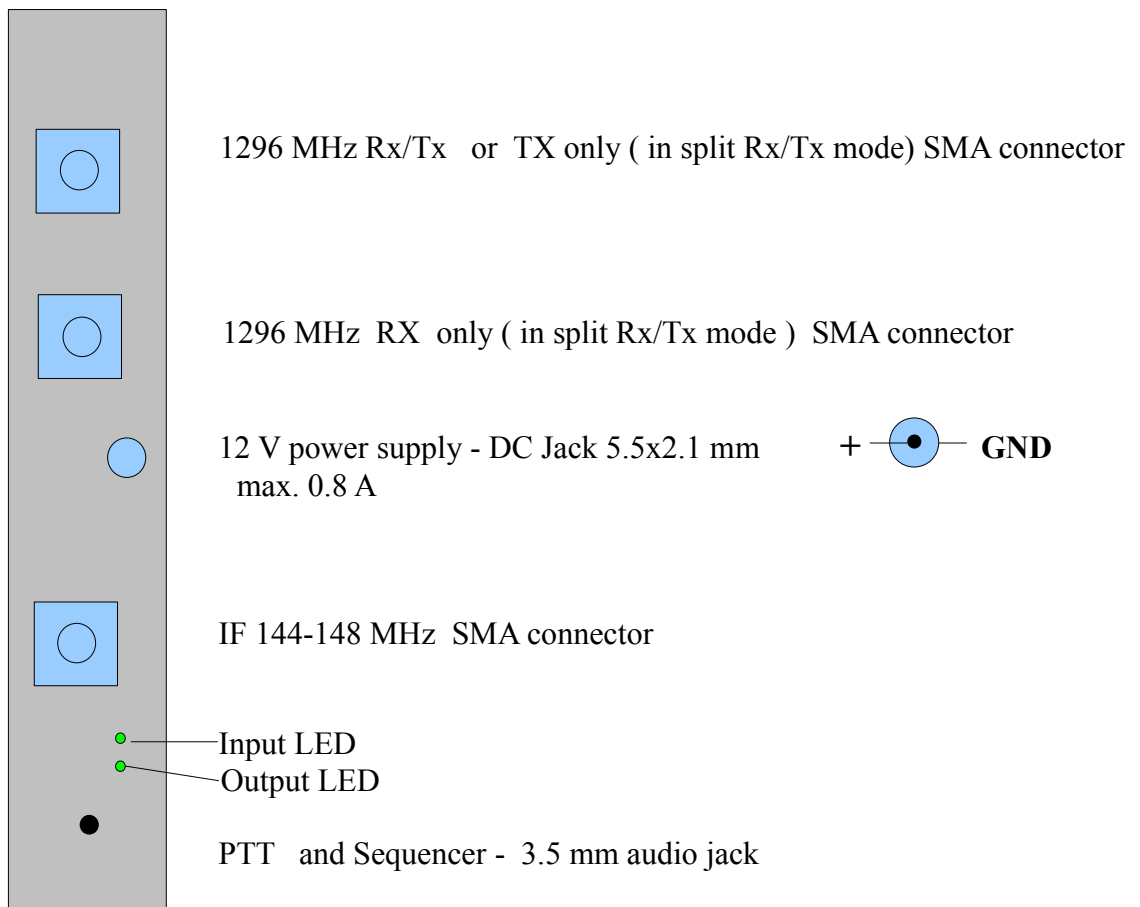 1296 MHz Rx/Tx or TX only ( in split Rx/Tx mode) SMA connector
1296 MHz RX only ( in split Rx/Tx mode ) SMA connector
12 V power supply - DC Jack 5.5x2.1 mm
max. 0.8 A
+ GND
IF 144-148 MHz SMA connector
Input LED
Output LED
PTT and Sequencer - 3.5 mm audio jack